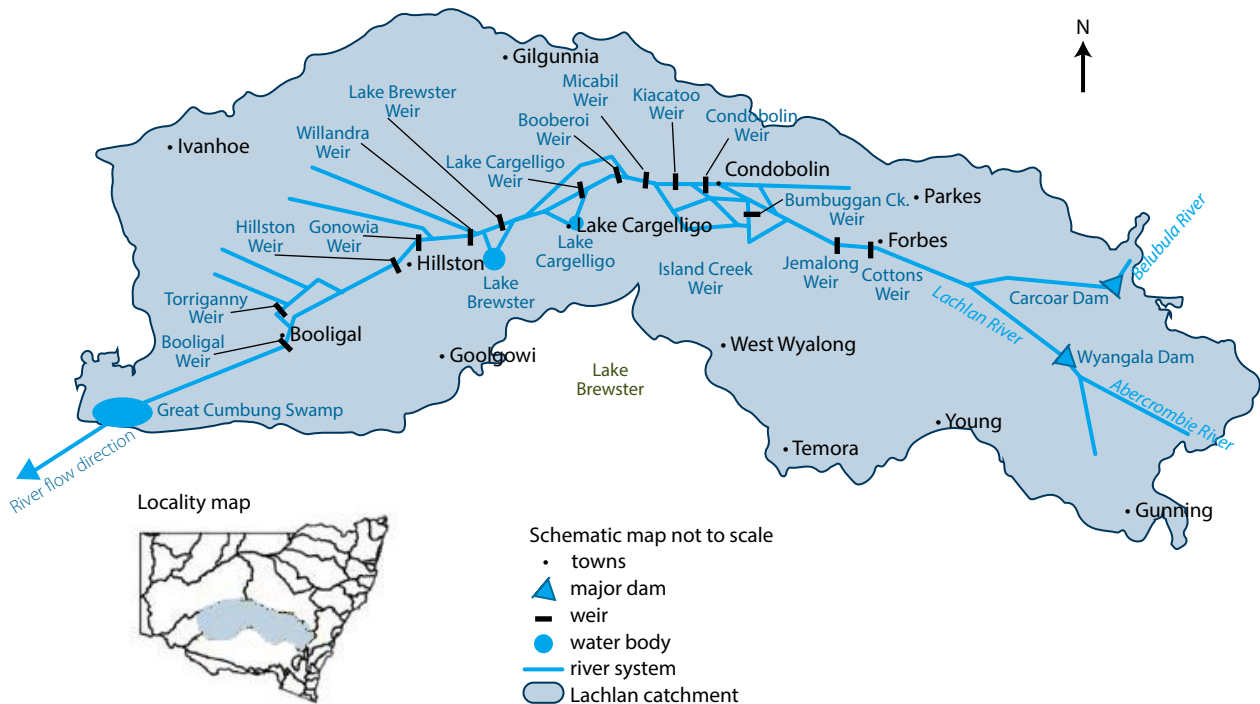 N
Gilgunnia
Micabil
Weir
Kiacatoo
Weir
Lake Brewster
Weir
Condobolin
Weir
Booberoi
Weir
Willandra
Weir
Ivanhoe
Lake Cargelligo
Weir
Condobolin
Bumbuggan Ck.
Weir
Parkes
Hillston
Weir
Gonowia
Weir
Lake Cargelligo
Lake
Cargelligo
Forbes
Belubula River
Hillston
Lake
Brewster
Island Creek
Weir
Jemalong
Weir
Cottons
Weir
Carcoar Dam
Torriganny
Weir
Lachlan River
Booligal
Booligal
Weir
Goolgowi
West Wyalong
Wyangala Dam
Lake
Brewster
Abercrombie River
Great Cumbung Swamp
Young
Temora
River flow direction
Gunning
Locality map
Schematic map not to scale
towns
major dam
weir
water body
river system
Lachlan catchment